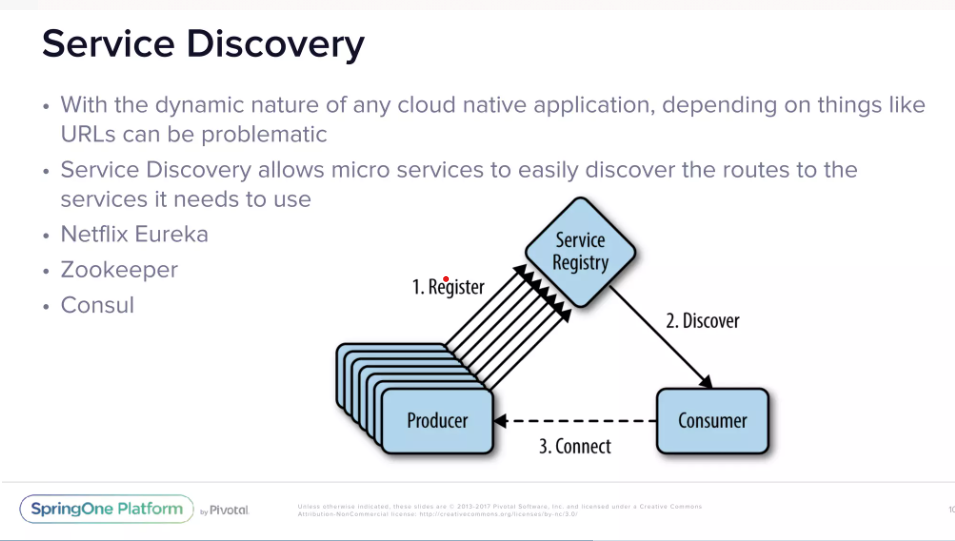 Service Discovery
• With the dynamic nature of any cloud native application, depending on things like
URLs can be problematic
• Service Discovery allows micro services to easily discover the routes to the
services it needs to use
• Netflix Eureka
• Zookeeper
• Consul
Service
Registry
1. Register
2. Discover
Producer
Consumer
3. Connect
SpringOne Platform
by Pivotal
Unless otherwise indicated, these slides are © 2013-2017 Pivotal Software, Inc. and licensed under a Creative Commons
Attribution-NonCommercial license: http://creativecommons.org/licenses/by-nc/3.0/